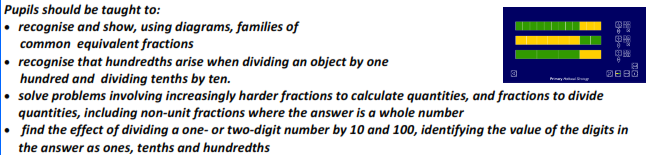 Pupils should be taught to:
• recognise and show, using diagrams, families of
common equivalent fractions
• recognise that hundredths arise when dividing an object by one
hundred and dividing tenths by ten.
• solve problems involving increasingly harder fractions to calculate quantities, and fractions to divide
quantities, including non-unit fractions where the answer is a whole number
• find the effect of dividing a one- or two-digit number by 10 and 100, identifying the value of the digits in
the answer as ones, tenths and hundredths
Primary National Strategy